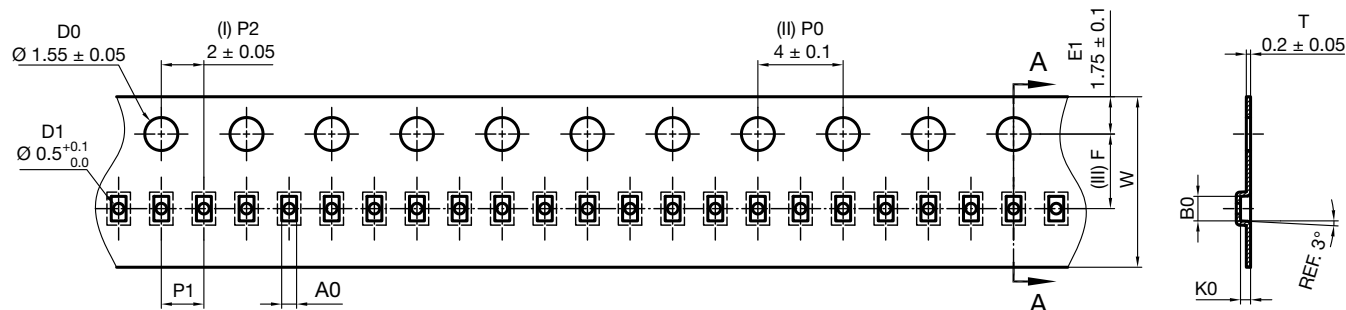 D0
Ø 1.55 ± 0.05
(I) P2
2 ± 0.05
(II) P0
4 ± 0.1
E1
1.75 ± 0.1
T
0.2 ± 0.05
A
D1
Ø 0.5 +0.1
0.0
(III) F
W
B0
REF. 3°
K0
P1
A0
A